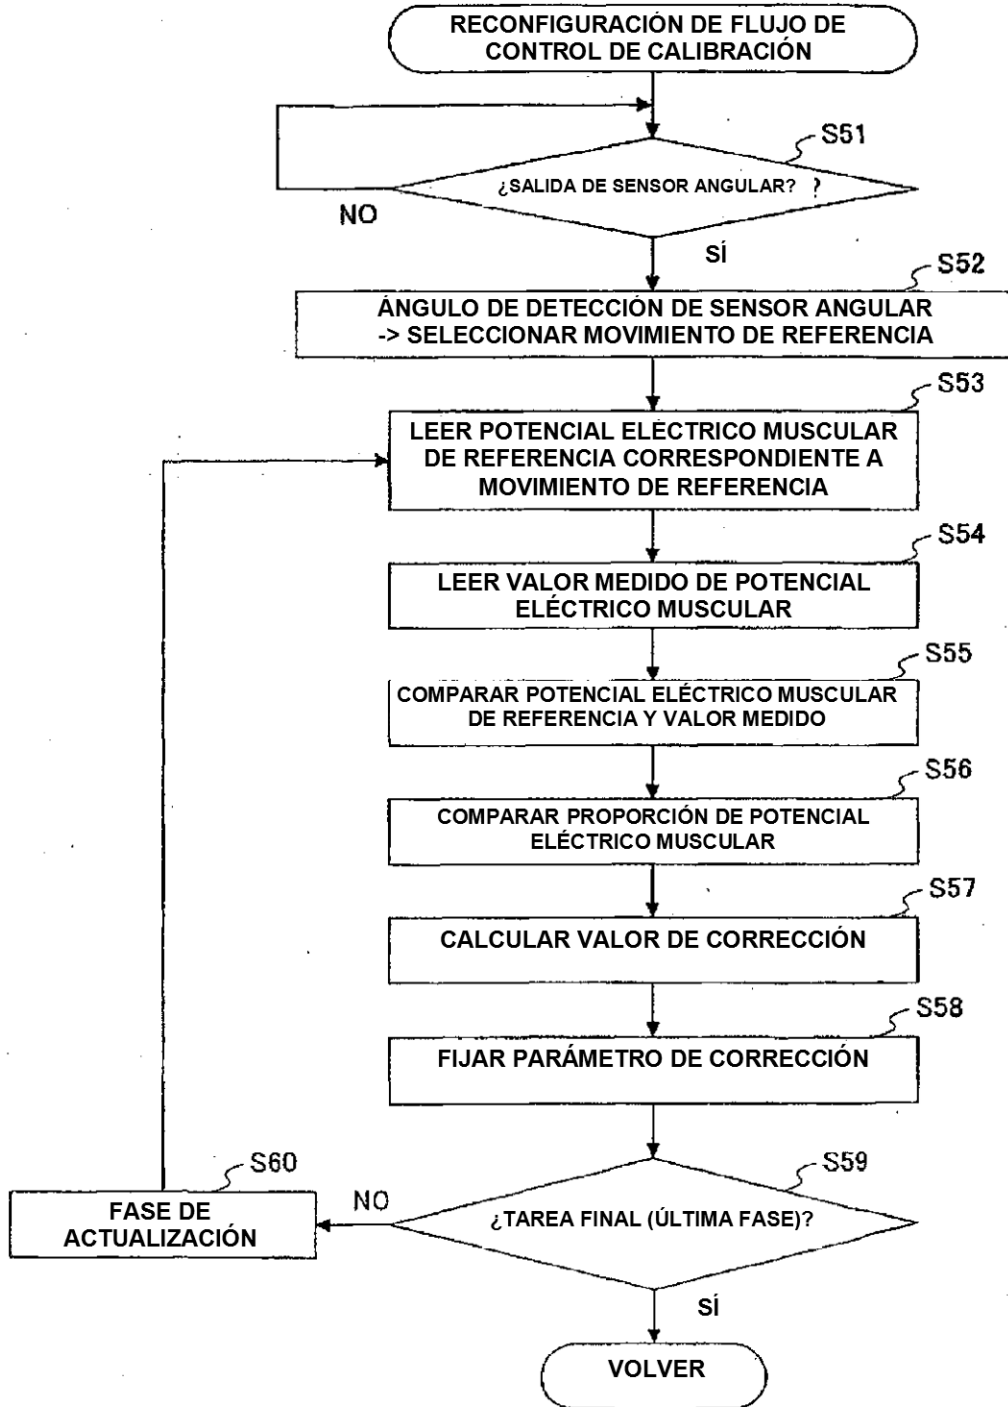 RECONFIGURACIÓN DE FLUJO DE
CONTROL DE CALIBRACIÓN
S51
¿SALIDA DE SENSOR ANGULAR? ?
NO
SÍ
S52
ÁNGULO DE DETECCIÓN DE SENSOR ANGULAR
-> SELECCIONAR MOVIMIENTO DE REFERENCIA
S53
LEER POTENCIAL ELÉCTRICO MUSCULAR
DE REFERENCIA CORRESPONDIENTE A
MOVIMIENTO DE REFERENCIA
S54
LEER VALOR MEDIDO DE POTENCIAL
ELÉCTRICO MUSCULAR
S55
COMPARAR POTENCIAL ELÉCTRICO MUSCULAR
DE REFERENCIA Y VALOR MEDIDO
S56
COMPARAR PROPORCIÓN DE POTENCIAL
ELÉCTRICO MUSCULAR
S57
CALCULAR VALOR DE CORRECCIÓN
S58
FIJAR PARÁMETRO DE CORRECCIÓN
S59
¿TAREA FINAL (ÚLTIMA FASE)?
NO
S60
FASE DE
ACTUALIZACIÓN
SÍ
VOLVER